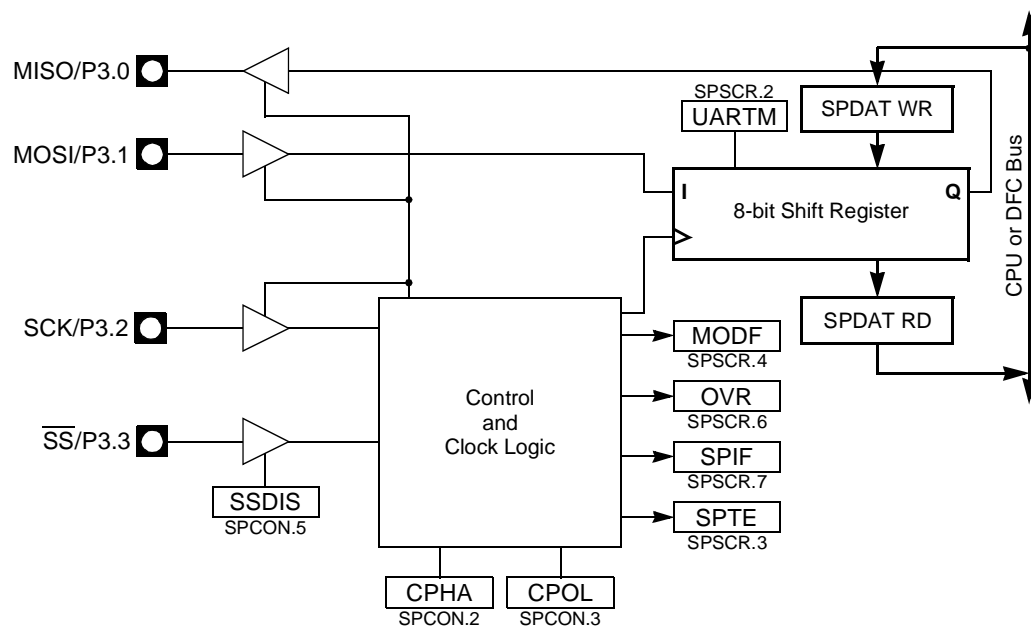 MISO/P3.0
SPSCR.2
UARTM
SPDAT WR
MOSI/P3.1
I
Q
8-bit Shift Register
CPU or DFC Bus
SCK/P3.2
SPDAT RD
MODF
SPSCR.4
Control
and
Clock Logic
OVR
SPSCR.6
SS/P3.3
SPIF
SPSCR.7
SSDIS
SPCON.5
SPTE
SPSCR.3
CPHA
CPOL
SPCON.2
SPCON.3